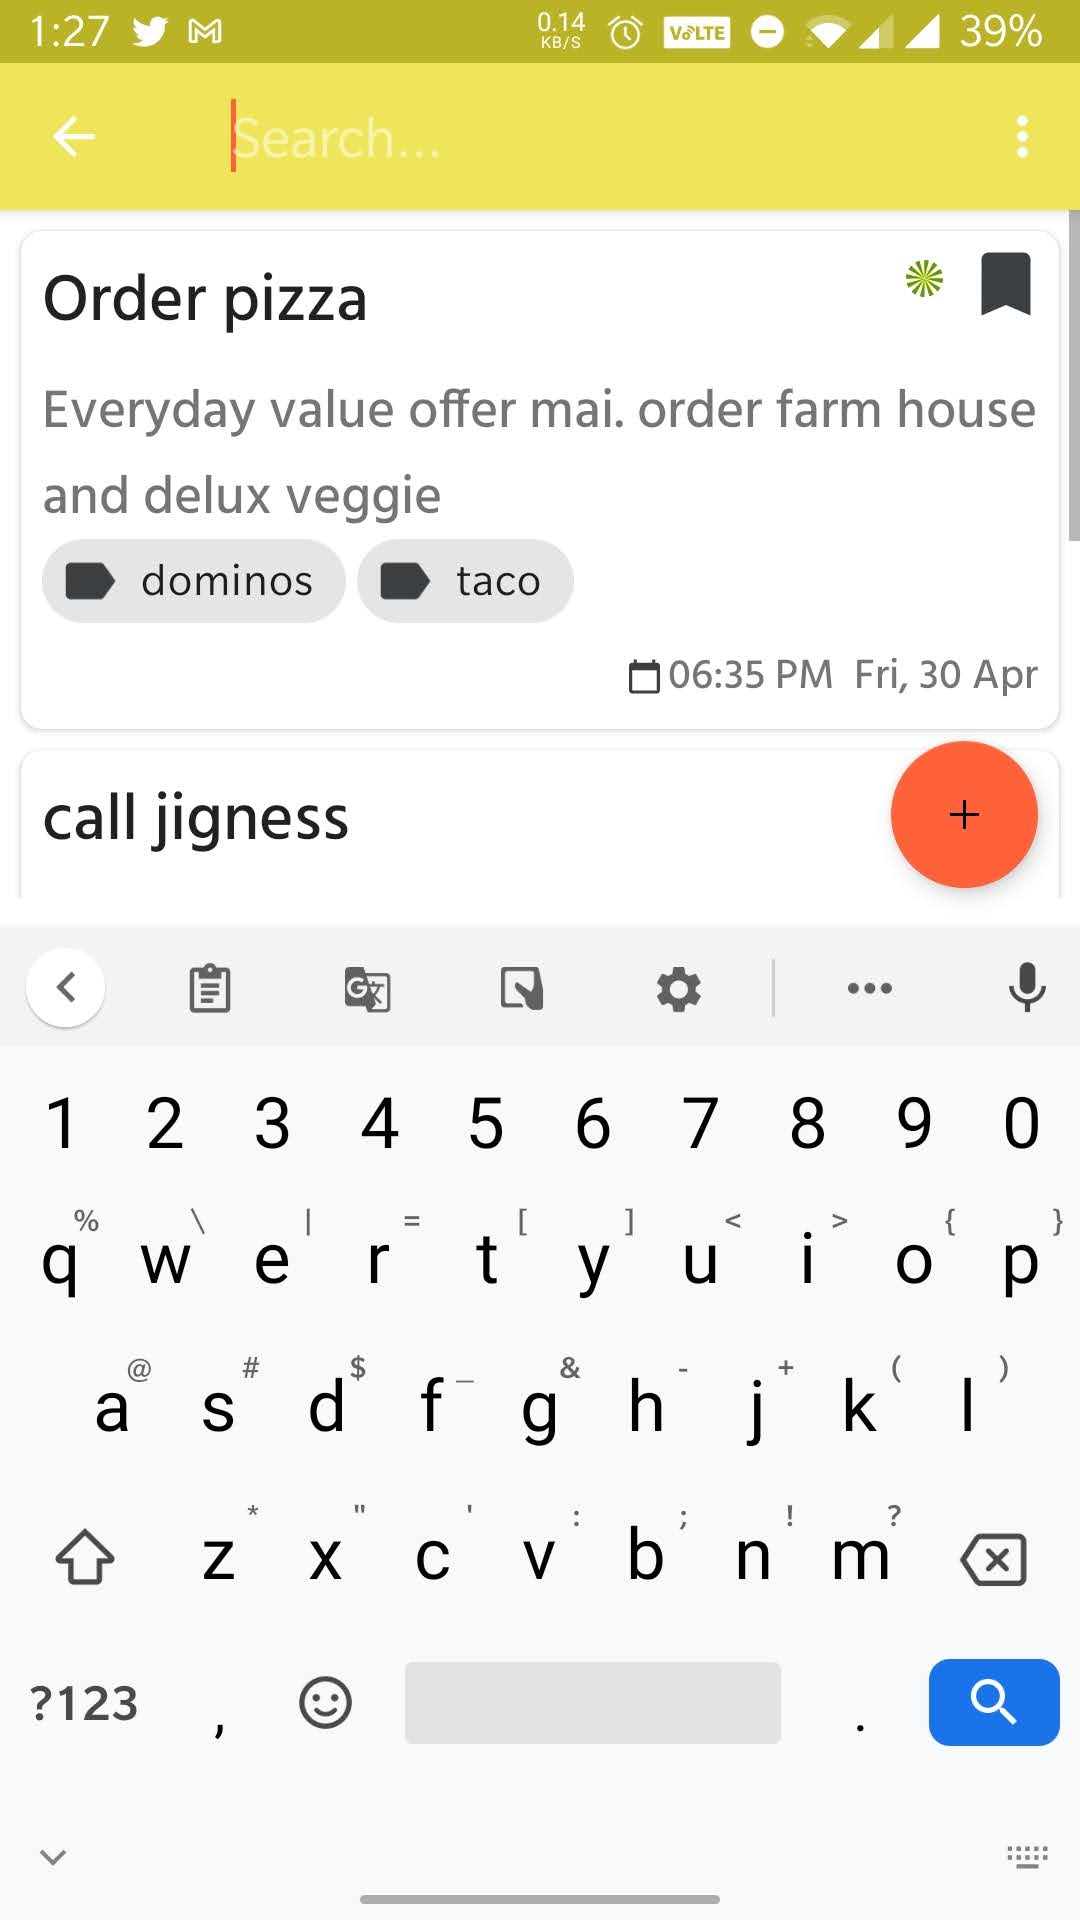 1:27 0.14 KB/S VoLTE 39%
Search...
Order pizza
Everyday value offer mai. order farm house
and delux veggie
dominos taco
06:35 PM Fri, 30 Apr
call jigness
+
1 2 3 4 5 6 7 8 9 0
% \ | = [ ] < > { }
q w e r t y u i o p
@ # $ _ & - + ( )
a s d f g h j k l
* " ' : ; ! ?
z x c v b n m
?123 , .